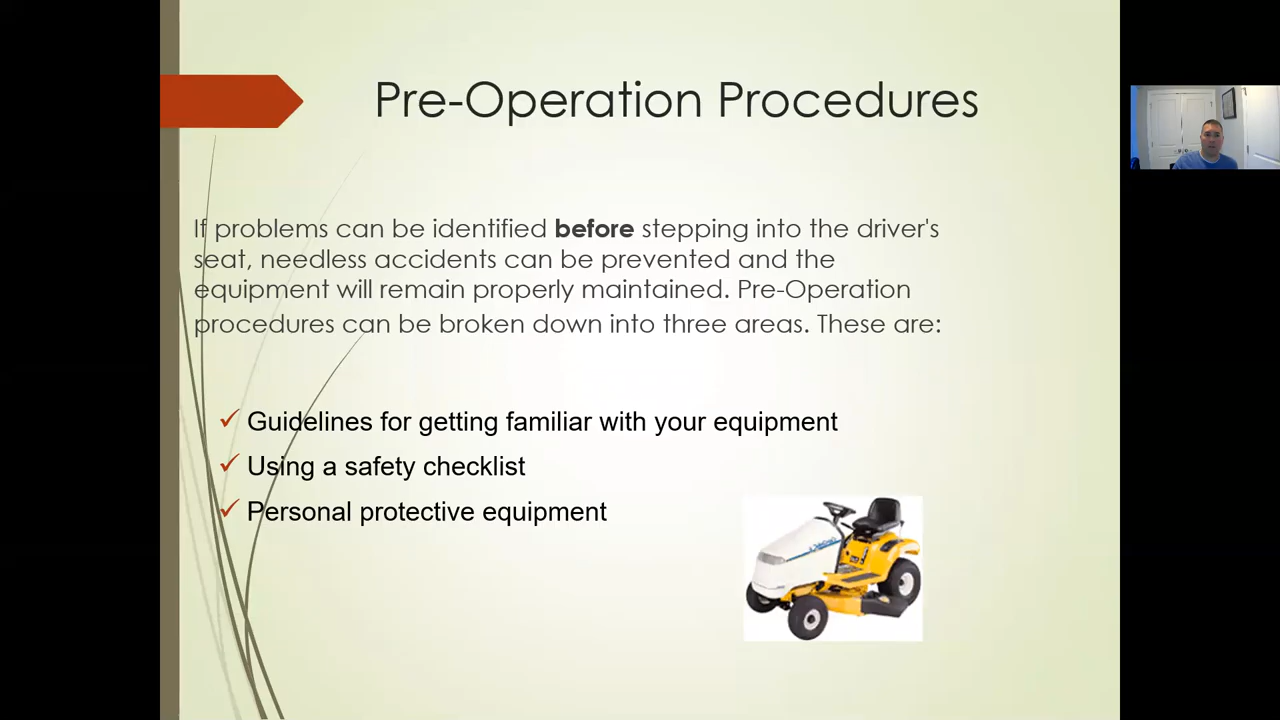 Pre-Operation Procedures
If problems can be identified before stepping into the driver's
seat, needless accidents can be prevented and the
equipment will remain properly maintained. Pre-Operation
procedures can be broken down into three areas. These are:
Guidelines for getting familiar with your equipment
Using a safety checklist
Personal protective equipment